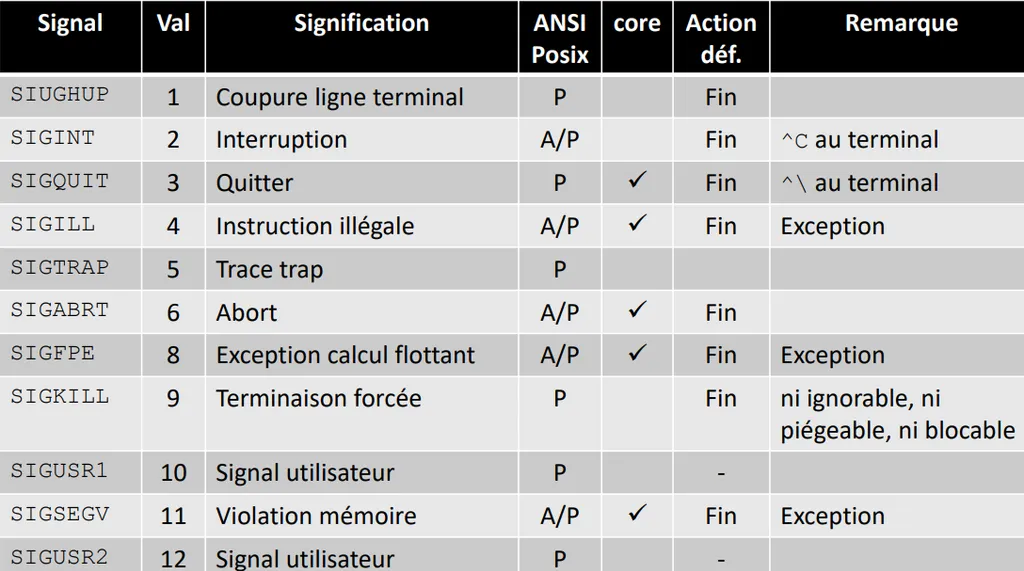 Signal Val Signification ANSI Posix core Action déf. Remarque
SIUGHUP 1 Coupure ligne terminal P Fin
SIGINT 2 Interruption A/P Fin ^C au terminal
SIGQUIT 3 Quitter P ✓ Fin ^\ au terminal
SIGILL 4 Instruction illégale A/P ✓ Fin Exception
SIGTRAP 5 Trace trap P
SIGABRT 6 Abort A/P ✓ Fin
SIGFPE 8 Exception calcul flottant A/P ✓ Fin Exception
SIGKILL 9 Terminaison forcée P Fin ni ignorable, ni
piégeable, ni blocable
SIGUSR1 10 Signal utilisateur P -
SIGSEGV 11 Violation mémoire A/P ✓ Fin Exception
SIGUSR2 12 Signal utilisateur P -